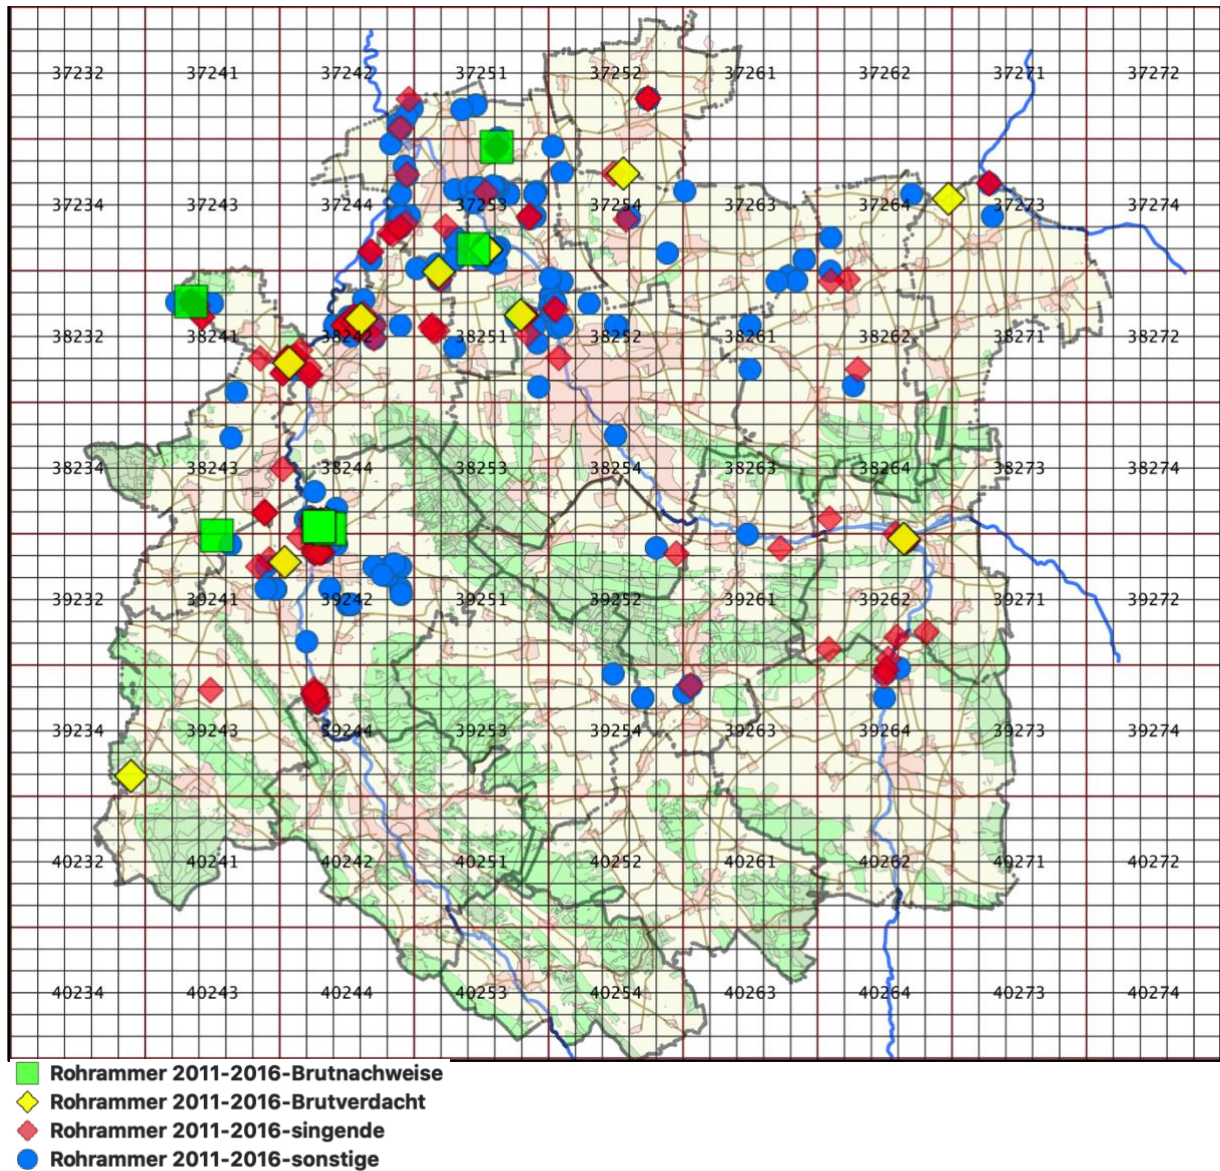 37232 37241 37242 37251 37252 37261 37262 37271 37272
37234 37243 37244 37253 37254 37263 37264 37273 37274
38232 38241 38242 38251 38252 38261 38262 38271 38272
38234 38243 38244 38253 38254 38263 38264 38273 38274
39232 39241 39242 39251 39252 39261 39262 39271 39272
39234 39243 39244 39253 39254 39263 39264 39273 39274
40232 40241 40242 40251 40252 40261 40262 40271 40272
40234 40243 40244 40253 40254 40263 40264 40273 40274
Rohrammer 2011-2016-Brutnachweise
Rohrammer 2011-2016-Brutverdacht
Rohrammer 2011-2016-singende
Rohrammer 2011-2016-sonstige